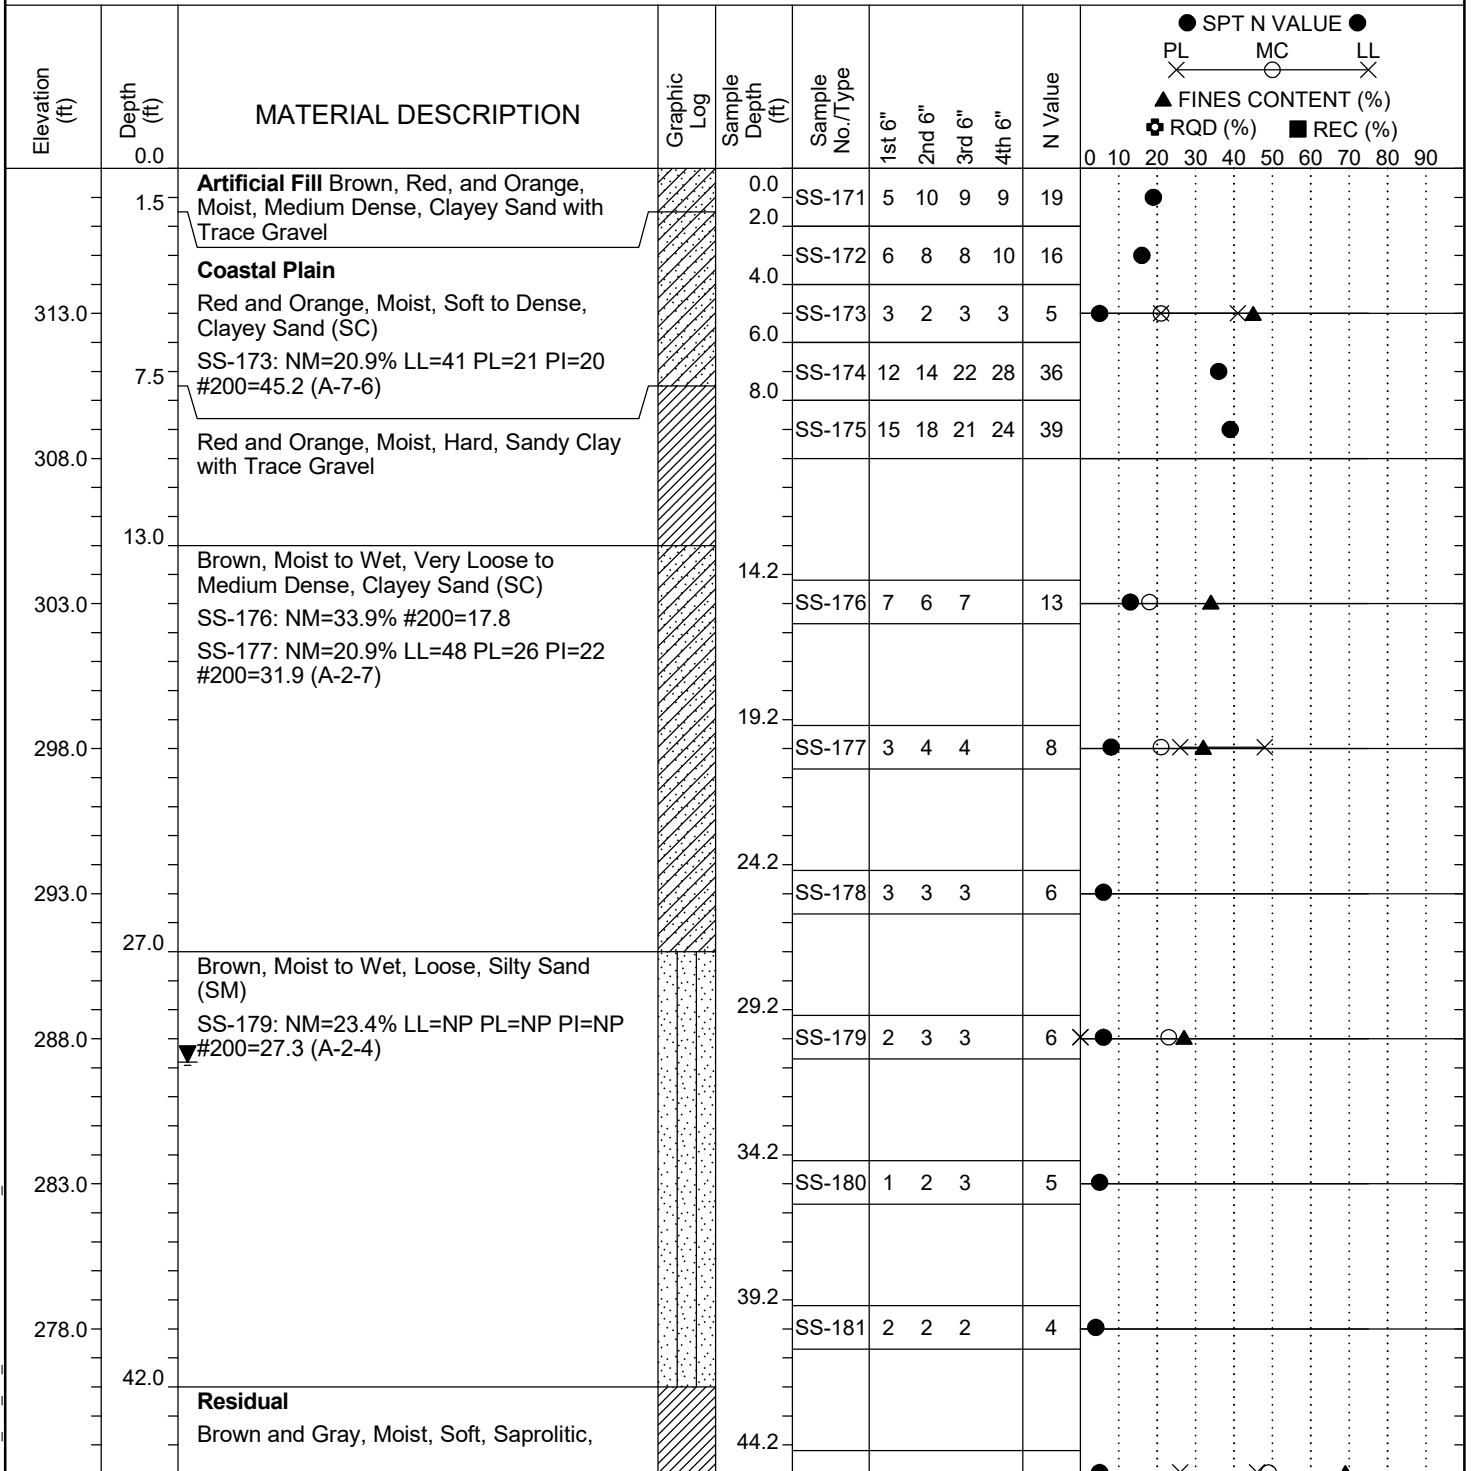 ● SPT N VALUE ●
PL MC LL
▲ FINES CONTENT (%)
RQD (%) ■ REC (%)
Elevation (ft)
Depth (ft)
MATERIAL DESCRIPTION
Graphic Log
Sample Depth (ft)
Sample No./Type
1st 6"
2nd 6"
3rd 6"
4th 6"
N Value
0.0
0 10 20 30 40 50 60 70 80 90
Artificial Fill Brown, Red, and Orange,
Moist, Medium Dense, Clayey Sand with
Trace Gravel
1.5
0.0
SS-171 5 10 9 9 19
2.0
Coastal Plain
SS-172 6 8 8 10 16
4.0
Red and Orange, Moist, Soft to Dense,
Clayey Sand (SC)
313.0
SS-173 3 2 3 3 5
6.0
SS-173: NM=20.9% LL=41 PL=21 PI=20
#200=45.2 (A-7-6)
7.5
SS-174 12 14 22 28 36
8.0
Red and Orange, Moist, Hard, Sandy Clay
with Trace Gravel
SS-175 15 18 21 24 39
308.0
13.0
Brown, Moist to Wet, Very Loose to
Medium Dense, Clayey Sand (SC)
14.2
303.0
SS-176 7 6 7 13
SS-176: NM=33.9% #200=17.8
SS-177: NM=20.9% LL=48 PL=26 PI=22
#200=31.9 (A-2-7)
19.2
298.0
SS-177 3 4 4 8
24.2
293.0
SS-178 3 3 3 6
27.0
Brown, Moist to Wet, Loose, Silty Sand
(SM)
29.2
SS-179: NM=23.4% LL=NP PL=NP PI=NP
#200=27.3 (A-2-4)
288.0
SS-179 2 3 3 6
34.2
283.0
SS-180 1 2 3 5
39.2
278.0
SS-181 2 2 2 4
42.0
Residual
Brown and Gray, Moist, Soft, Saprolitic,
44.2